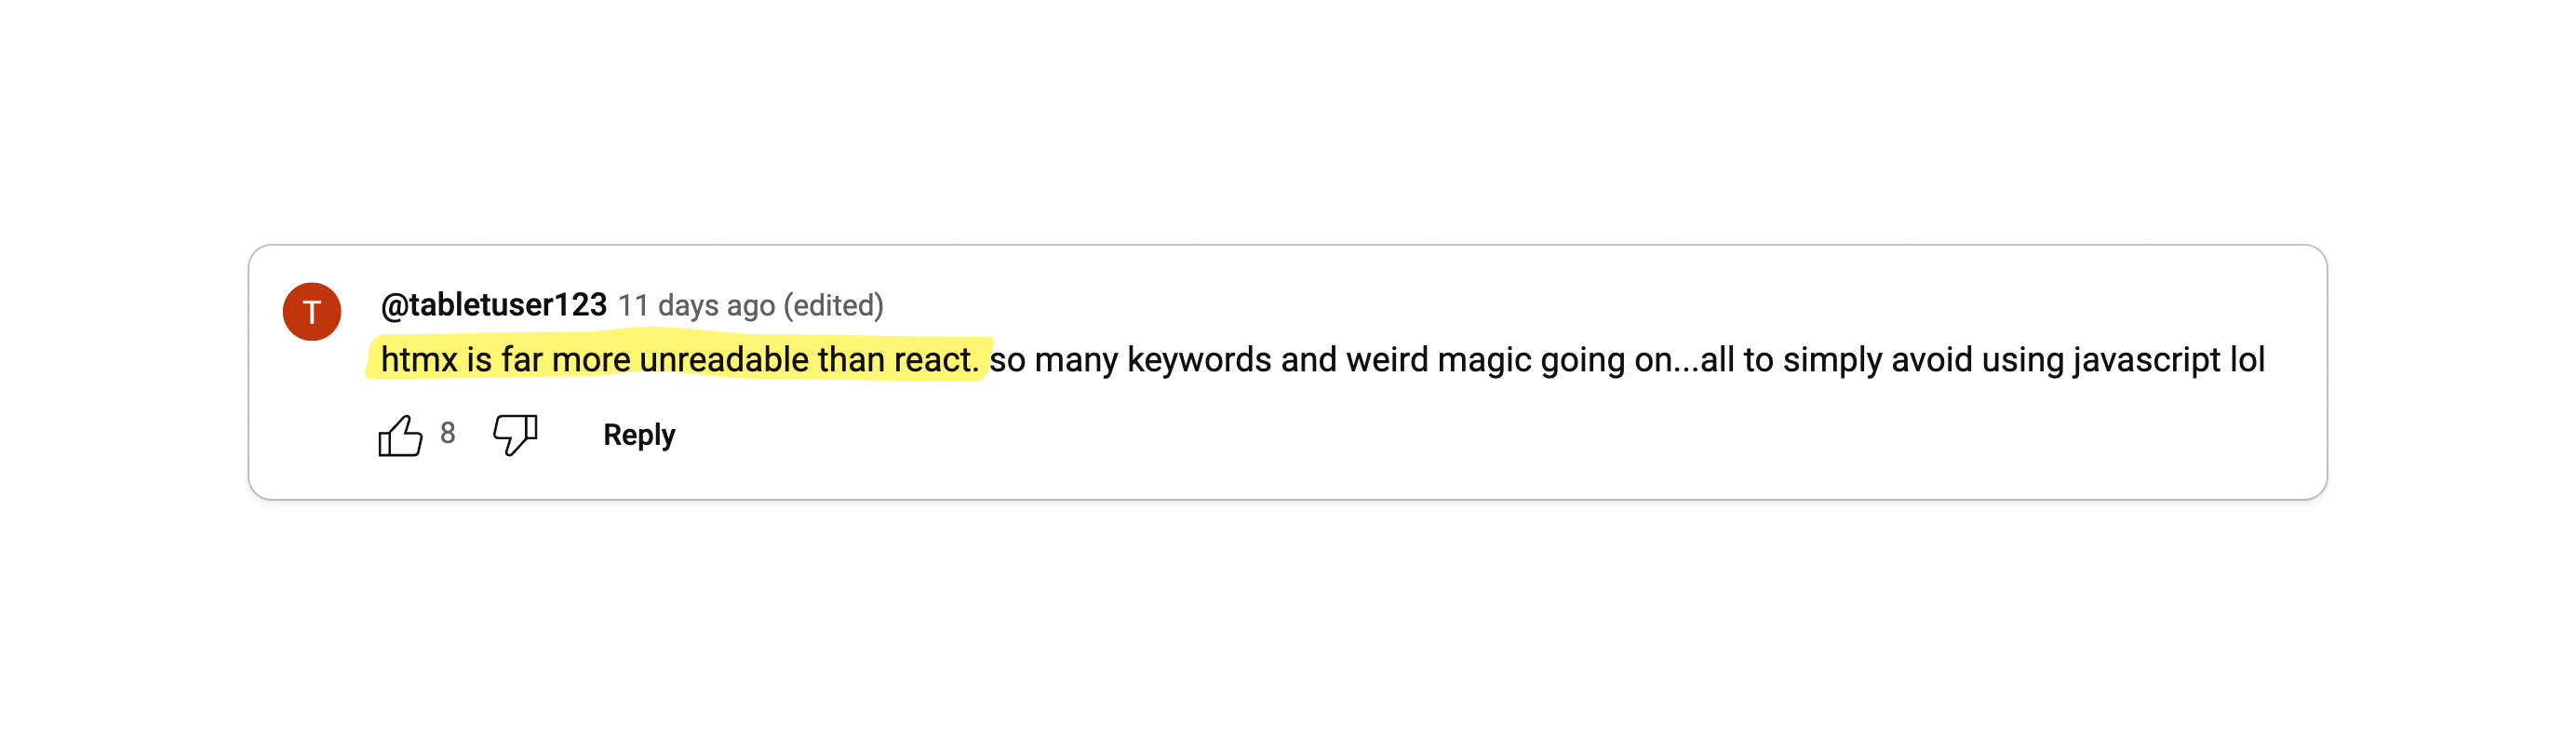 T
@tabletuser123 11 days ago (edited)
htmx is far more unreadable than react. so many keywords and weird magic going on...all to simply avoid using javascript lol
8
Reply